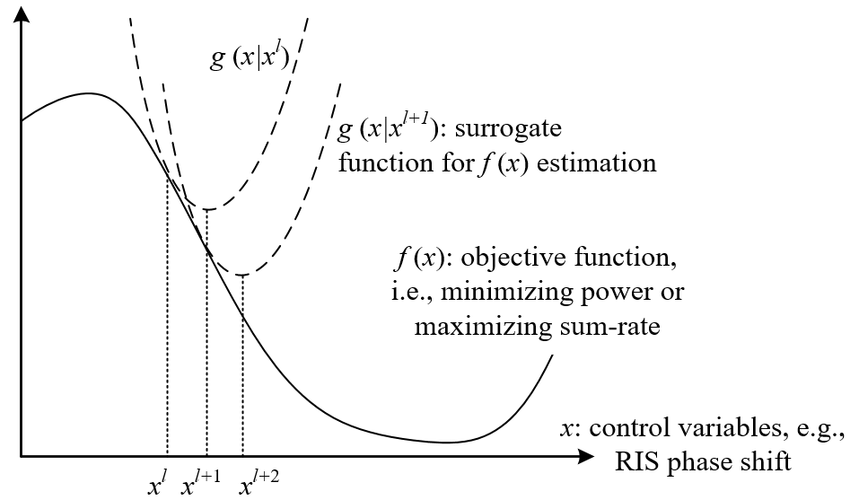 g (x|x^l)
g (x|x^{l+1}): surrogate
function for f (x) estimation
f (x): objective function,
i.e., minimizing power or
maximizing sum-rate
x: control variables, e.g.,
RIS phase shift
x^l x^{l+1} x^{l+2}